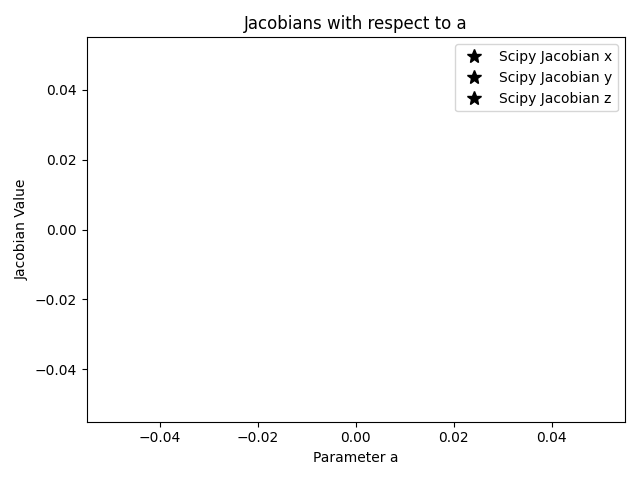 Jacobians with respect to a
Scipy Jacobian x
Scipy Jacobian y
Scipy Jacobian z
Jacobian Value
0.04
0.02
0.00
−0.02
−0.04
−0.04
−0.02
0.00
0.02
0.04
Parameter a